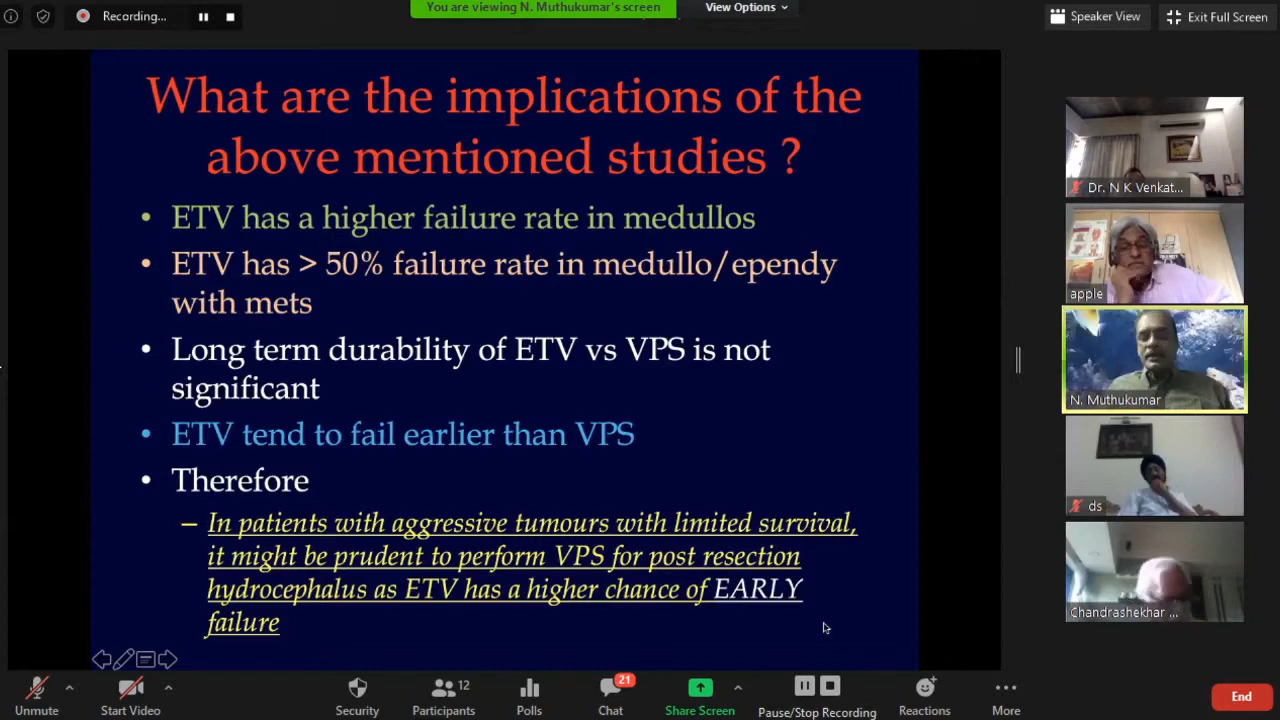 Recording...
You are viewing N. Muthukumar's screen
View Options
Speaker View
Exit Full Screen
What are the implications of the
above mentioned studies ?
• ETV has a higher failure rate in medullos
• ETV has > 50% failure rate in medullo/ependy
with mets
• Long term durability of ETV vs VPS is not
significant
• ETV tend to fail earlier than VPS
• Therefore
– In patients with aggressive tumours with limited survival,
it might be prudent to perform VPS for post resection
hydrocephalus as ETV has a higher chance of EARLY
failure
Dr. N K Venkat...
apple
N. Muthukumar
ds
Chandrashekhar ...
Unmute
Start Video
Security
12
Participants
Polls
21
Chat
Share Screen
Pause/Stop Recording
Reactions
More
End